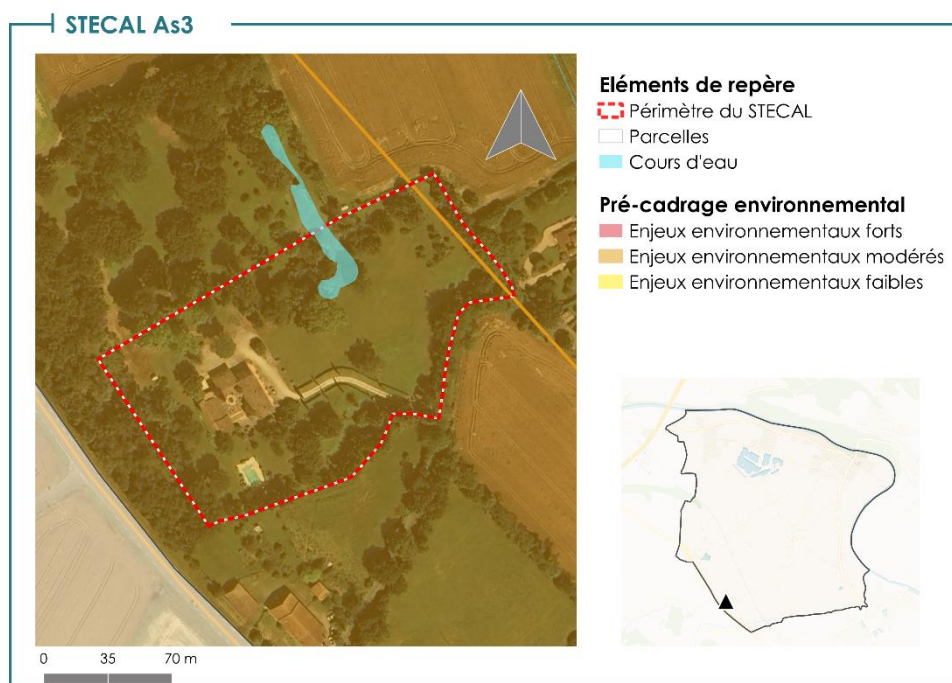 STECAL As3
Eléments de repère
Périmètre du STECAL
Parcelles
Cours d'eau
Pré-cadrage environnemental
Enjeux environnementaux forts
Enjeux environnementaux modérés
Enjeux environnementaux faibles
0 35 70 m